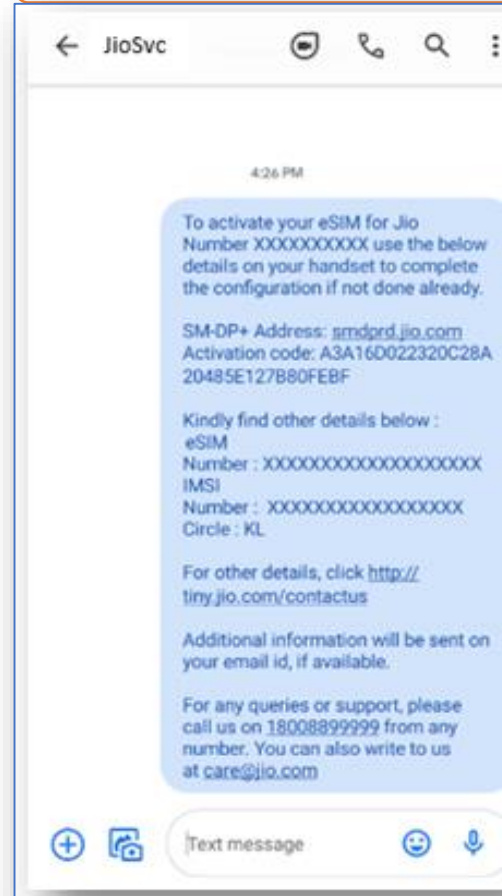 JioSvc
4:26 PM
To activate your eSIM for Jio
Number XXXXXXXXXX use the below
details on your handset to complete
the configuration if not done already.
SM-DP+ Address: smdprd.jio.com
Activation code: A3A16D022320C28A
20485E127B80FEBF
Kindly find other details below :
eSIM
Number : XXXXXXXXXXXXXXXXXXX
IMSI
Number : XXXXXXXXXXXXXXXXX
Circle : KL
For other details, click http://
tiny.jio.com/contactus
Additional information will be sent on
your email id, if available.
For any queries or support, please
call us on 18008899999 from any
number. You can also write to us
at care@jio.com
Text message